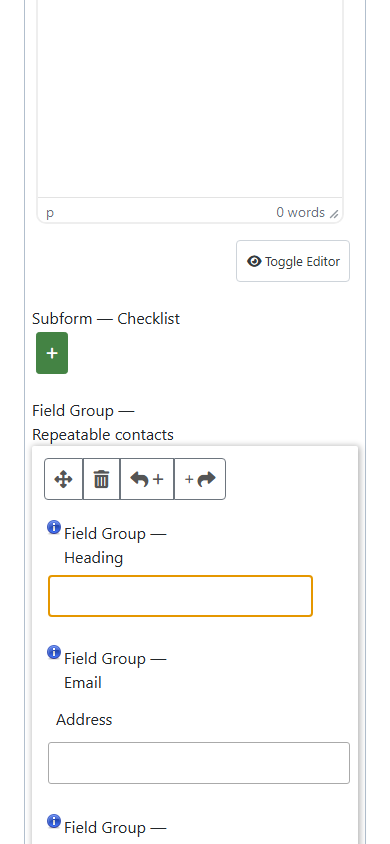 p
0 words
Toggle Editor
Subform — Checklist
+
Field Group —
Repeatable contacts
+ +
Field Group —
Heading
Field Group —
Email
Address
Field Group —